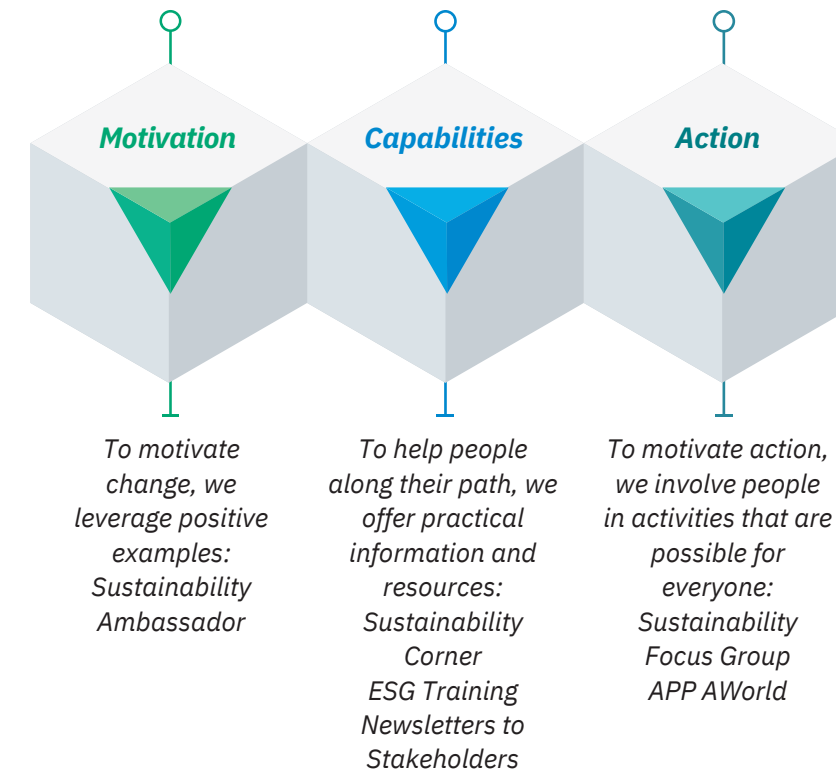 Motivation
Capabilities
Action
To motivate
change, we
leverage positive
examples:
Sustainability
Ambassador
To help people
along their path, we
offer practical
information and
resources:
Sustainability
Corner
ESG Training
Newsletters to
Stakeholders
To motivate action,
we involve people
in activities that are
possible for
everyone:
Sustainability
Focus Group
APP AWorld